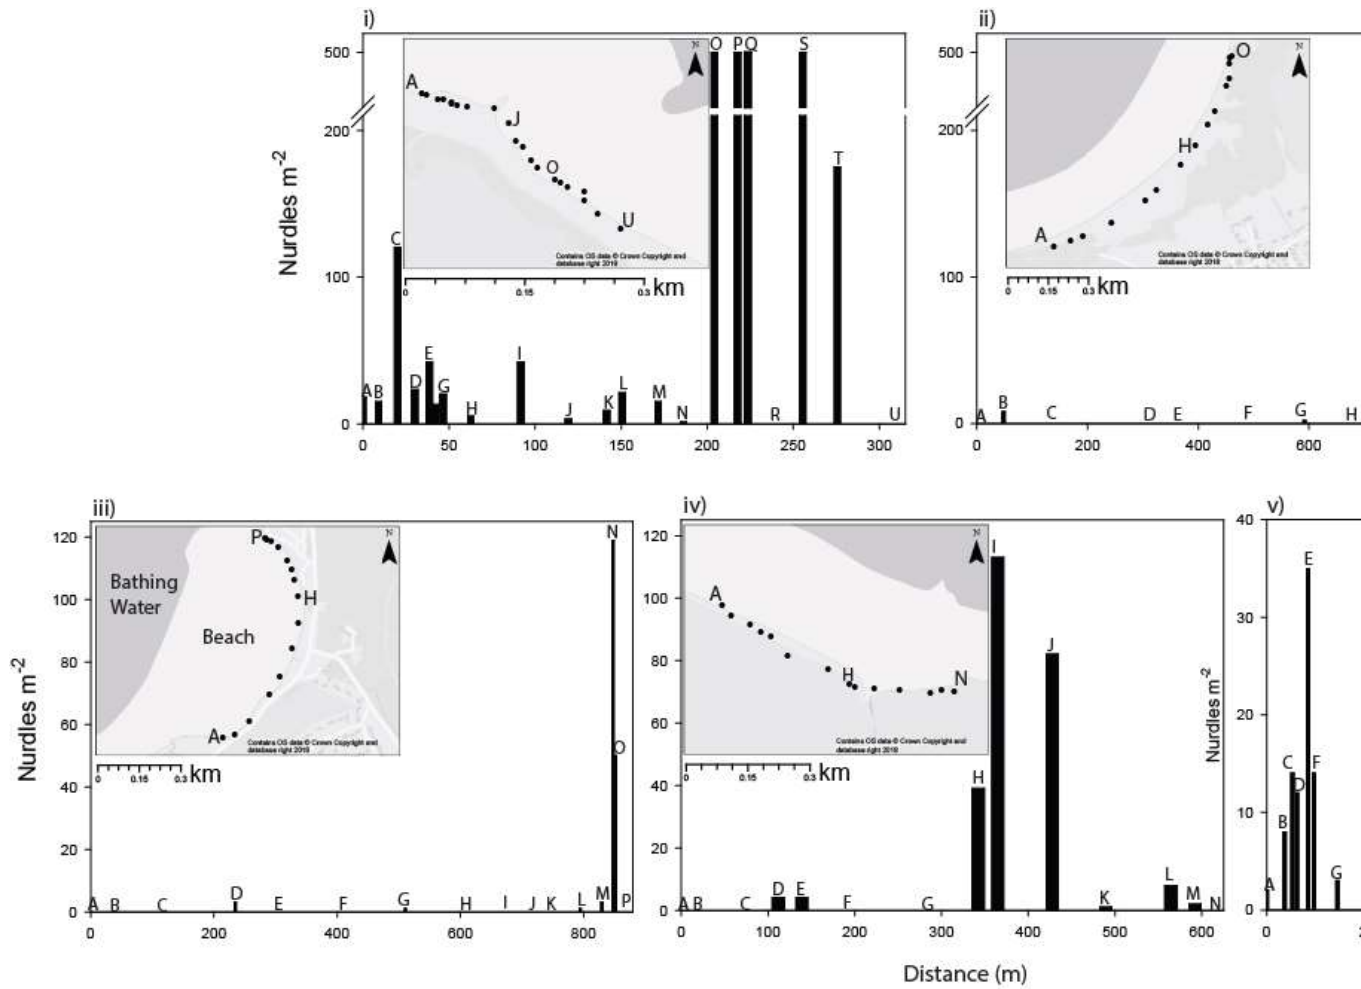 i)
Nurdles m-2
500
200
100
0
A
B
C
D
E
G
H
I
J
K
L
M
N
O
P
Q
R
S
T
U
0
50
100
150
200
250
300
N
A
J
O
U
Contains OS data © Crown Copyright and
database right 2018
0
0.15
0.3
km
ii)
500
200
100
0
A
B
C
D
E
F
G
H
0
200
400
600
N
O
H
A
Contains OS data © Crown Copyright and
database right 2018
0
0.15
0.3
km
iii)
Nurdles m-2
120
100
80
60
40
20
0
A
B
C
D
E
F
G
H
I
J
K
L
M
N
O
P
0
200
400
600
800
N
P
Bathing
Water
H
Beach
A
Contains OS data © Crown Copyright and
database right 2018
0
0.15
0.3
km
iv)
120
100
80
60
40
20
0
A
B
C
D
E
F
G
H
I
J
K
L
M
N
0
100
200
300
400
500
600
N
A
H
N
Contains OS data © Crown Copyright and
database right 2018
0
0.15
0.3
km
v)
Nurdles m-2
40
30
20
10
0
A
B
C
D
E
F
G
0
Distance (m)